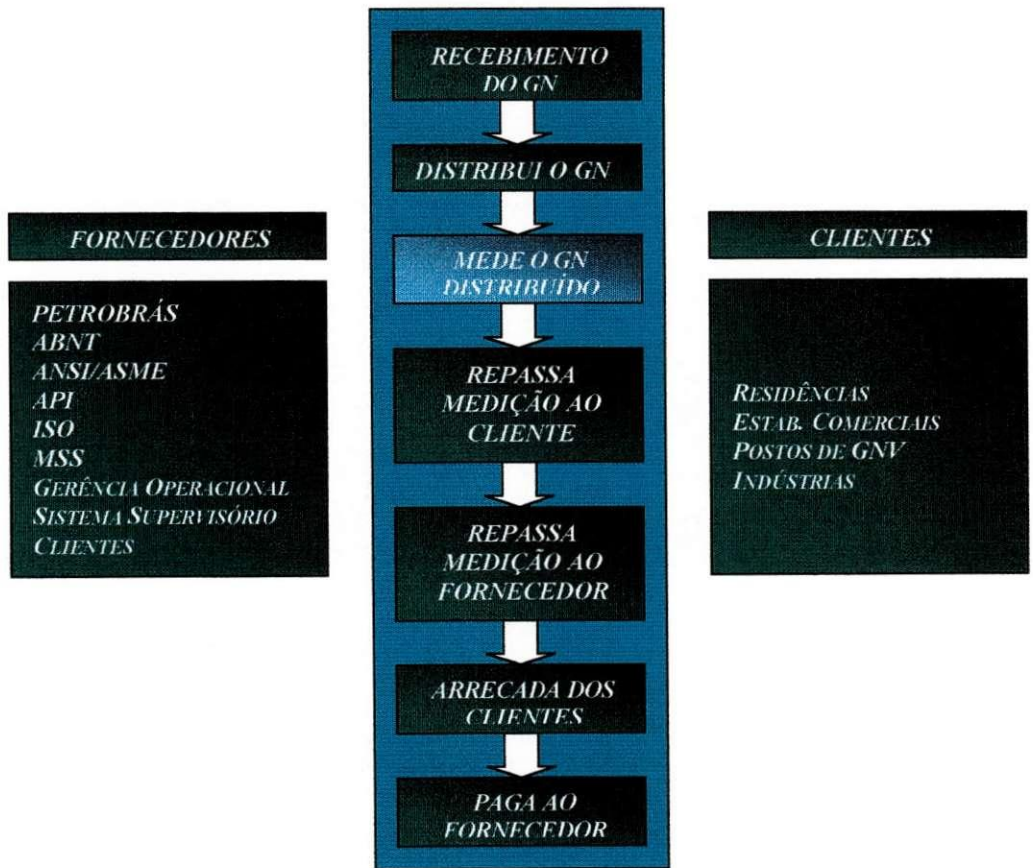 FORNECEDORES
PETROBRÁS
ABNT
ANSI/ASME
API
ISO
MSS
GERÊNCIA OPERACIONAL
SISTEMA SUPERVISÓRIO
CLIENTES
RECEBIMENTO
DO GN
DISTRIBUI O GN
MEDE O GN
DISTRIBUÍDO
REPASSA
MEDIÇÃO AO
CLIENTE
REPASSA
MEDIÇÃO AO
FORNECEDOR
ARRECADA DOS
CLIENTES
PAGA AO
FORNECEDOR
CLIENTES
RESIDÊNCIAS
ESTAB. COMERCIAIS
POSTOS DE GNV
INDÚSTRIAS